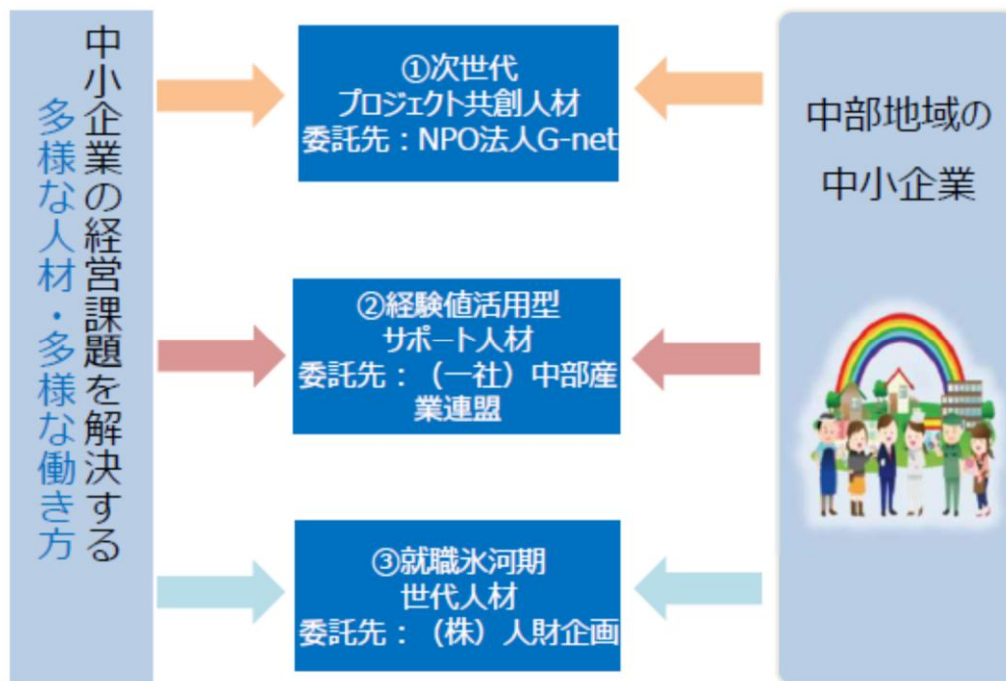 中小企業の経営課題を解決する
多様な人材・多様な働き方
①次世代
プロジェクト共創人材
委託先：NPO法人G-net
②経験値活用型
サポート人材
委託先：（一社）中部産
業連盟
③就職氷河期
世代人材
委託先：（株）人財企画
中部地域の
中小企業